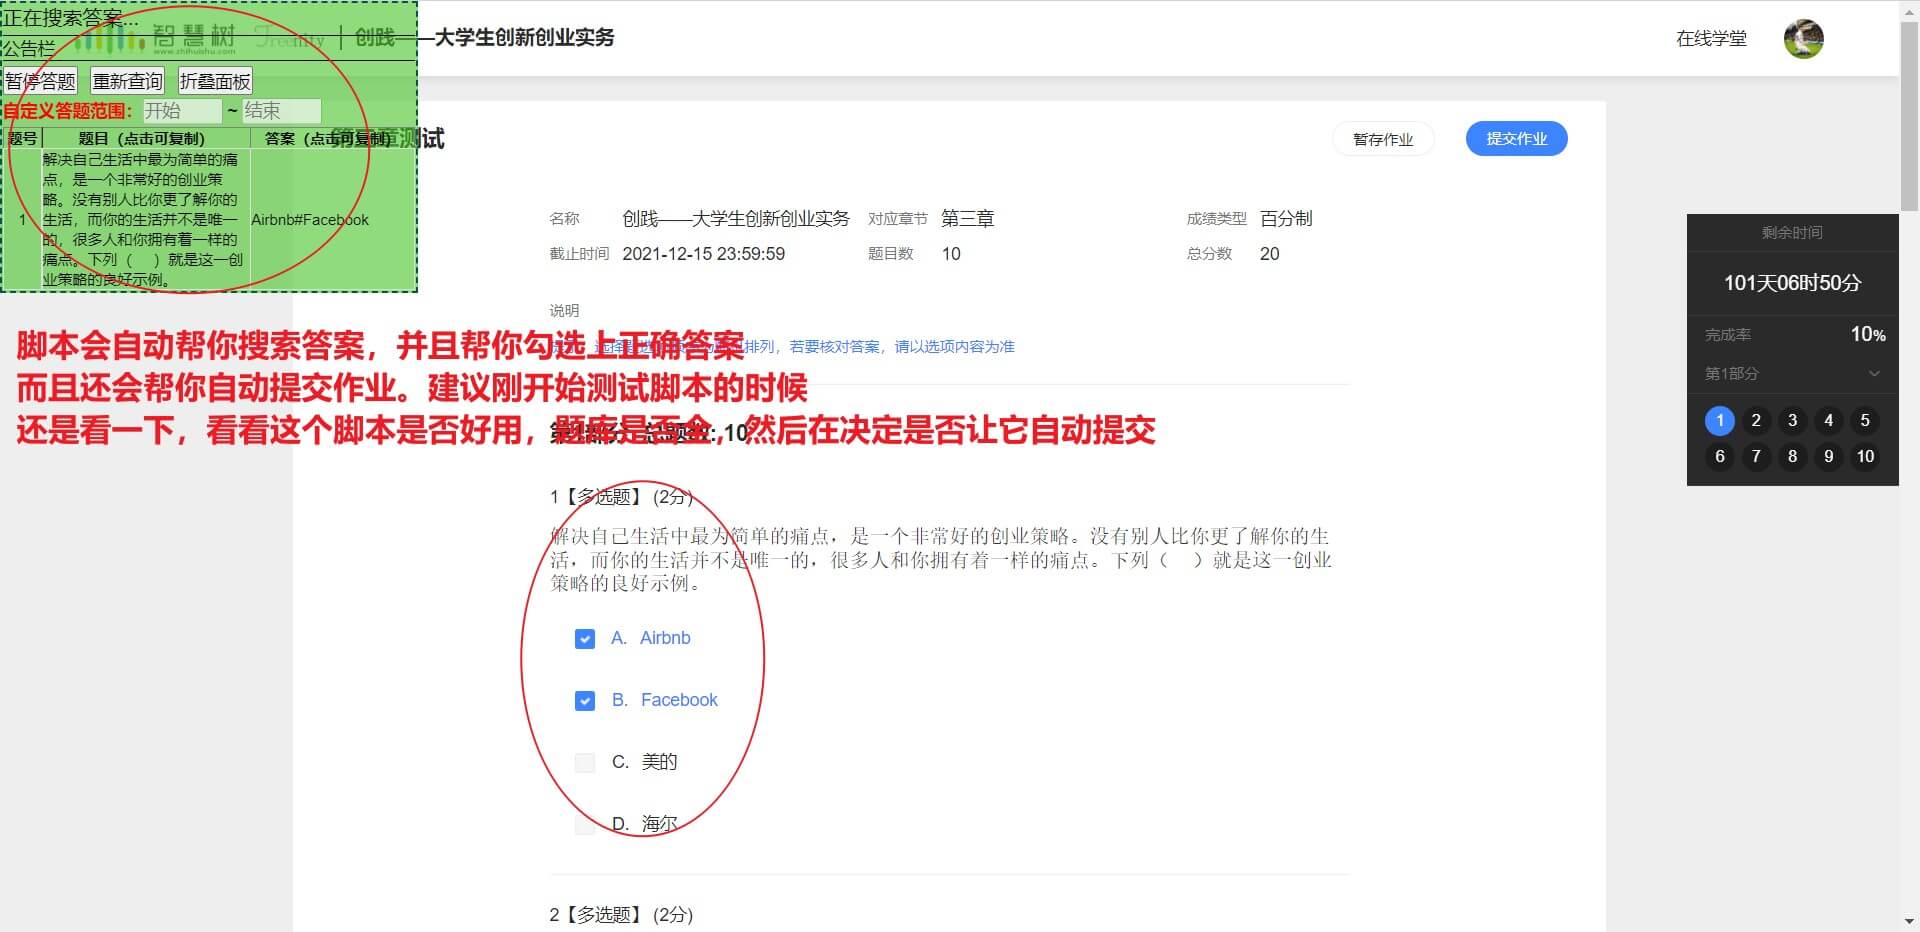 正在搜索答案...
公告栏
智慧树
www.zhihuishu.com
Treenity
创践——大学生创新创业实务
在线学堂
暂停答题 重新查询 折叠面板
自定义答题范围： 开始 ~ 结束
题号 题目（点击可复制） 答案（点击可复制）
1
解决自己生活中最为简单的痛
点，是一个非常好的创业策
略。没有别人比你更了解你的
生活，而你的生活并不是唯一
的，很多人和你拥有着一样的
痛点。下列（ ）就是这一创
业策略的良好示例。
Airbnb#Facebook
第三章测试
暂存作业
提交作业
名称 创践——大学生创新创业实务 对应章节 第三章 成绩类型 百分制
截止时间 2021-12-15 23:59:59 题目数 10 总分数 20
说明
排列，若要核对答案，请以选项内容为准
脚本会自动帮你搜索答案，并且帮你勾选上正确答案
而且还会帮你自动提交作业。建议刚开始测试脚本的时候
还是看一下，看看这个脚本是否好用，题库是否全，然后在决定是否让它自动提交
第1部分 总题数: 10
1【多选题】 (2分)
解决自己生活中最为简单的痛点，是一个非常好的创业策略。没有别人比你更了解你的生
活，而你的生活并不是唯一的，很多人和你拥有着一样的痛点。下列（ ）就是这一创业
策略的良好示例。
A. Airbnb
B. Facebook
C. 美的
D. 海尔
2【多选题】 (2分)
剩余时间
101天06时50分
完成率 10%
第1部分
1 2 3 4 5
6 7 8 9 10